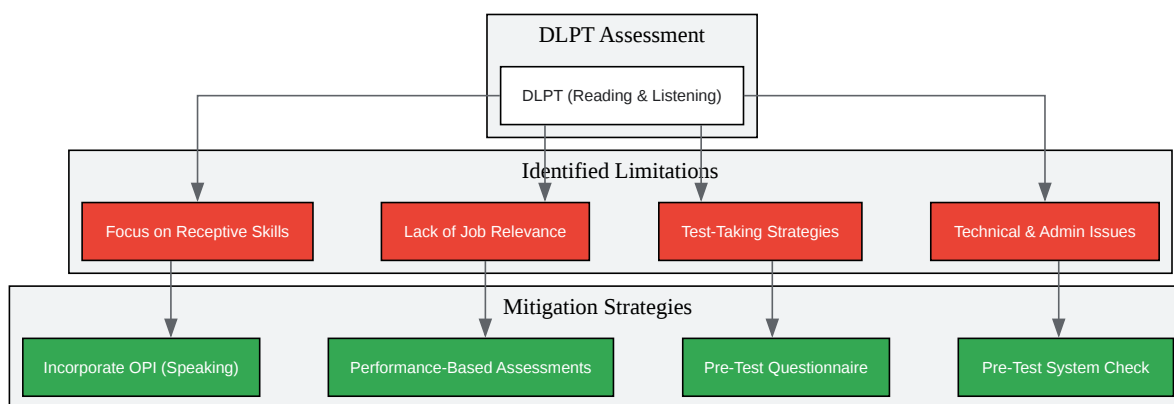 DLPT Assessment
DLPT (Reading & Listening)
Identified Limitations
Focus on Receptive Skills
Lack of Job Relevance
Test-Taking Strategies
Technical & Admin Issues
Mitigation Strategies
Incorporate OPI (Speaking)
Performance-Based Assessments
Pre-Test Questionnaire
Pre-Test System Check